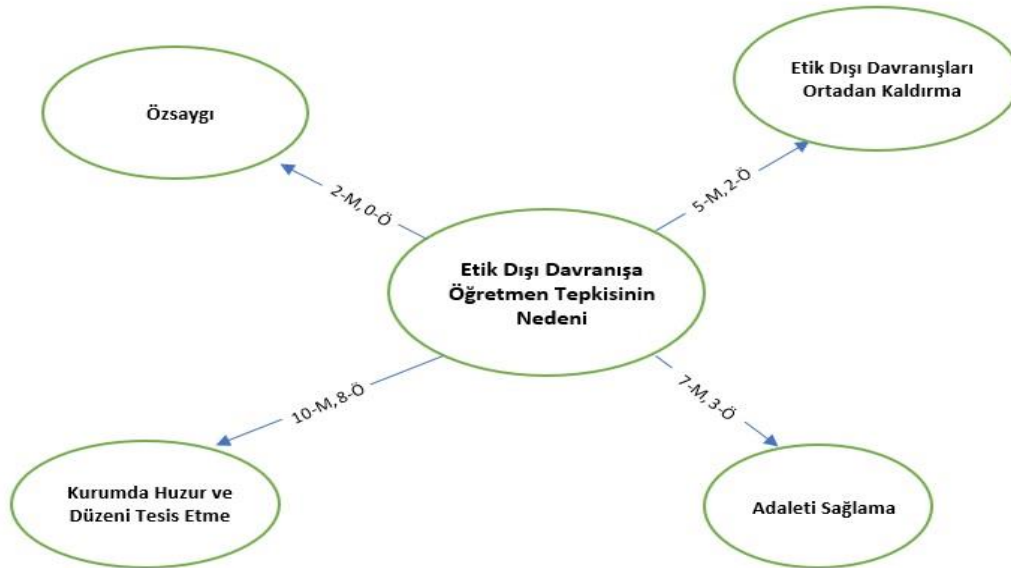 Etik Dışı Davranışları
Ortadan Kaldırma
Özsaygı
2-M, 0-Ö
5-M, 2-Ö
Etik Dışı Davranışa
Öğretmen Tepkisinin
Nedeni
10-M, 8-Ö
7-M, 3-Ö
Kurumda Huzur ve
Düzeni Tesis Etme
Adaleti Sağlama